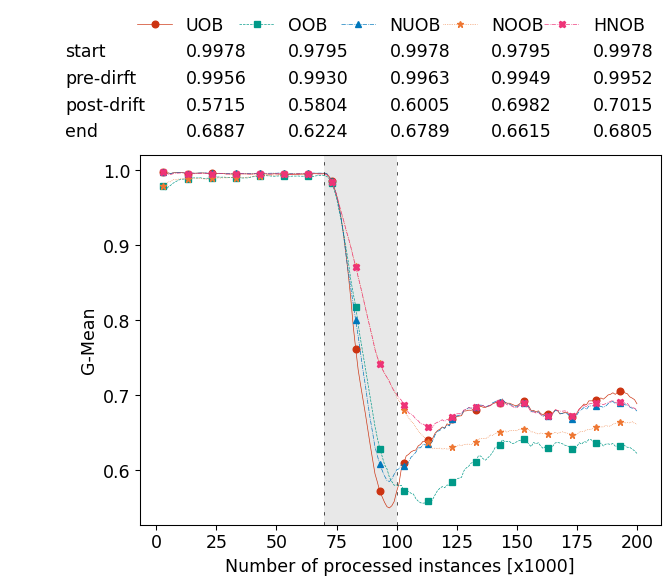 UOB OOB NUOB NOOB HNOB
start 0.9978 0.9795 0.9978 0.9795 0.9978
pre-dirft 0.9956 0.9930 0.9963 0.9949 0.9952
post-drift 0.5715 0.5804 0.6005 0.6982 0.7015
end 0.6887 0.6224 0.6789 0.6615 0.6805
1.0
0.9
0.8
0.7
0.6
G-Mean
0 25 50 75 100 125 150 175 200
Number of processed instances [x1000]